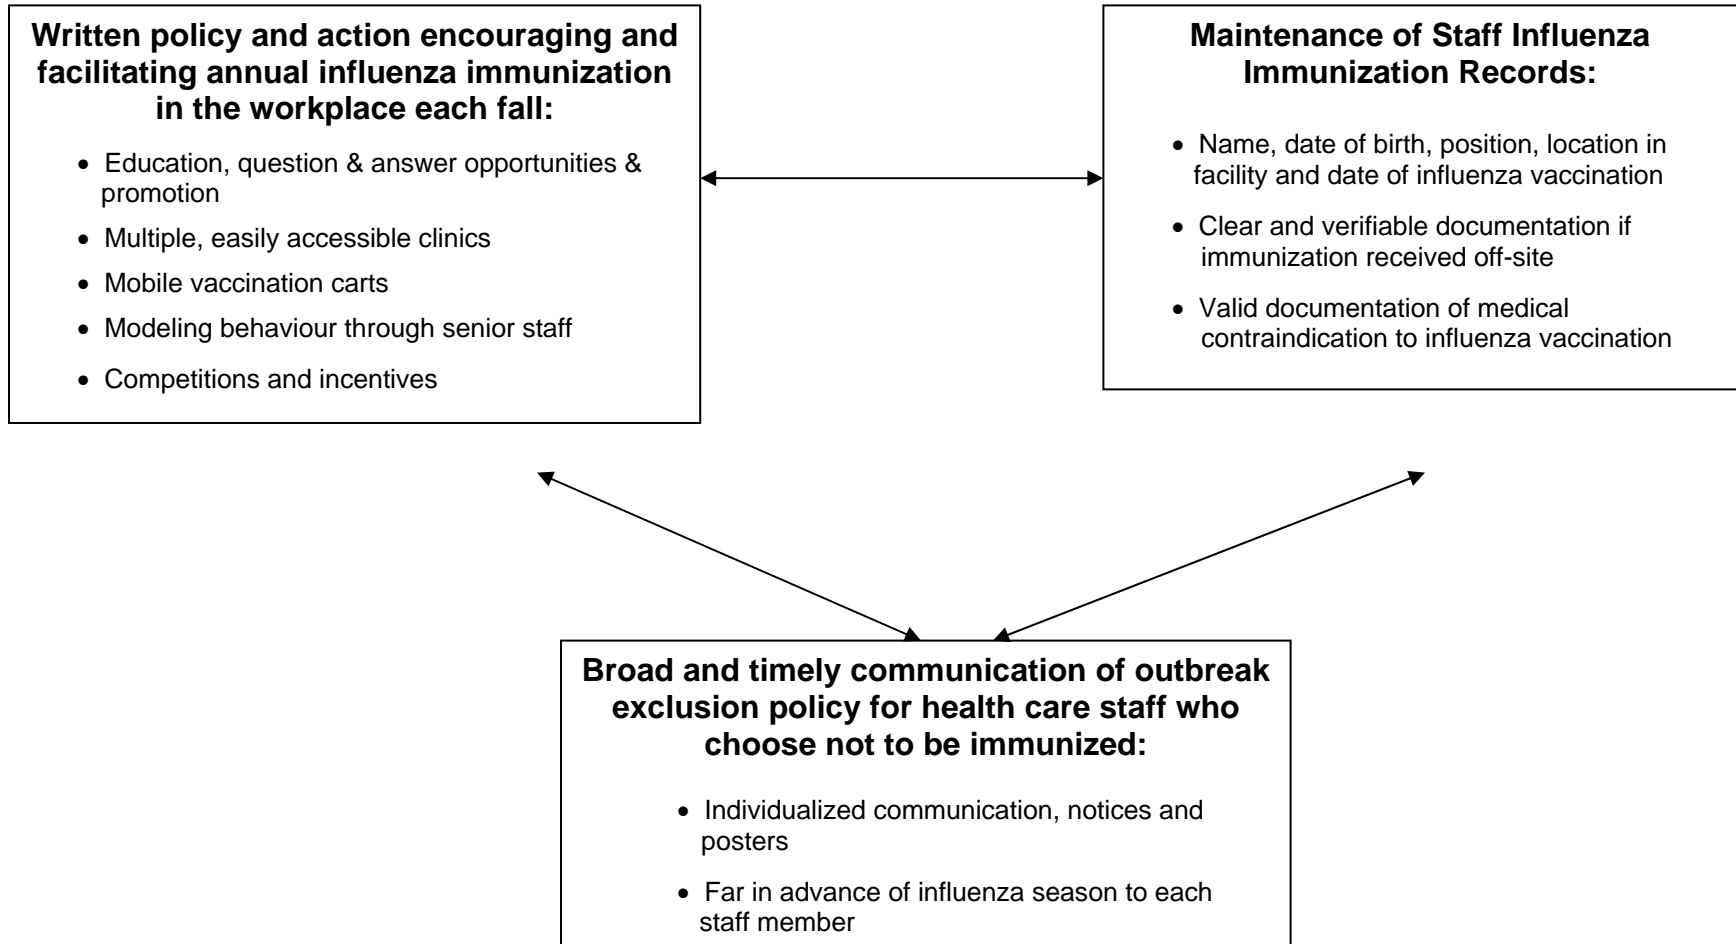 Written policy and action encouraging and
facilitating annual influenza immunization
in the workplace each fall:
• Education, question & answer opportunities &
promotion
• Multiple, easily accessible clinics
• Mobile vaccination carts
• Modeling behaviour through senior staff
• Competitions and incentives
Maintenance of Staff Influenza
Immunization Records:
• Name, date of birth, position, location in
facility and date of influenza vaccination
• Clear and verifiable documentation if
immunization received off-site
• Valid documentation of medical
contraindication to influenza vaccination
Broad and timely communication of outbreak
exclusion policy for health care staff who
choose not to be immunized:
• Individualized communication, notices and
posters
• Far in advance of influenza season to each
staff member